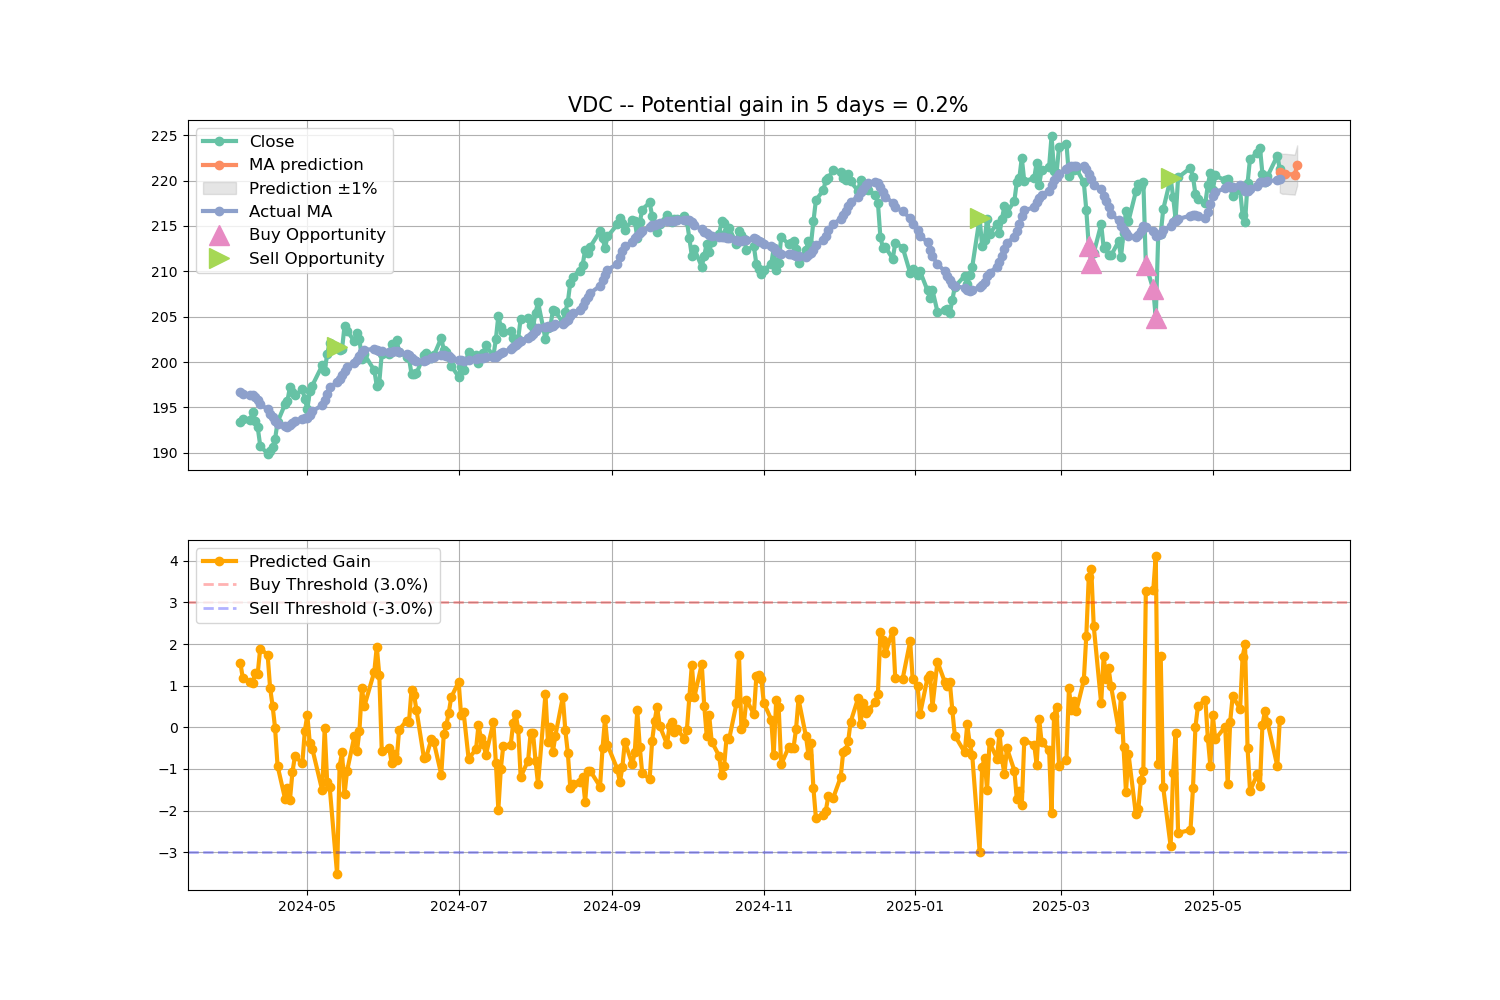 VDC -- Potential gain in 5 days = 0.2%
Close
MA prediction
Prediction ±1%
Actual MA
Buy Opportunity
Sell Opportunity
225
220
215
210
205
200
195
190
Predicted Gain
Buy Threshold (3.0%)
Sell Threshold (-3.0%)
4
3
2
1
0
−1
−2
−3
2024-05
2024-07
2024-09
2024-11
2025-01
2025-03
2025-05